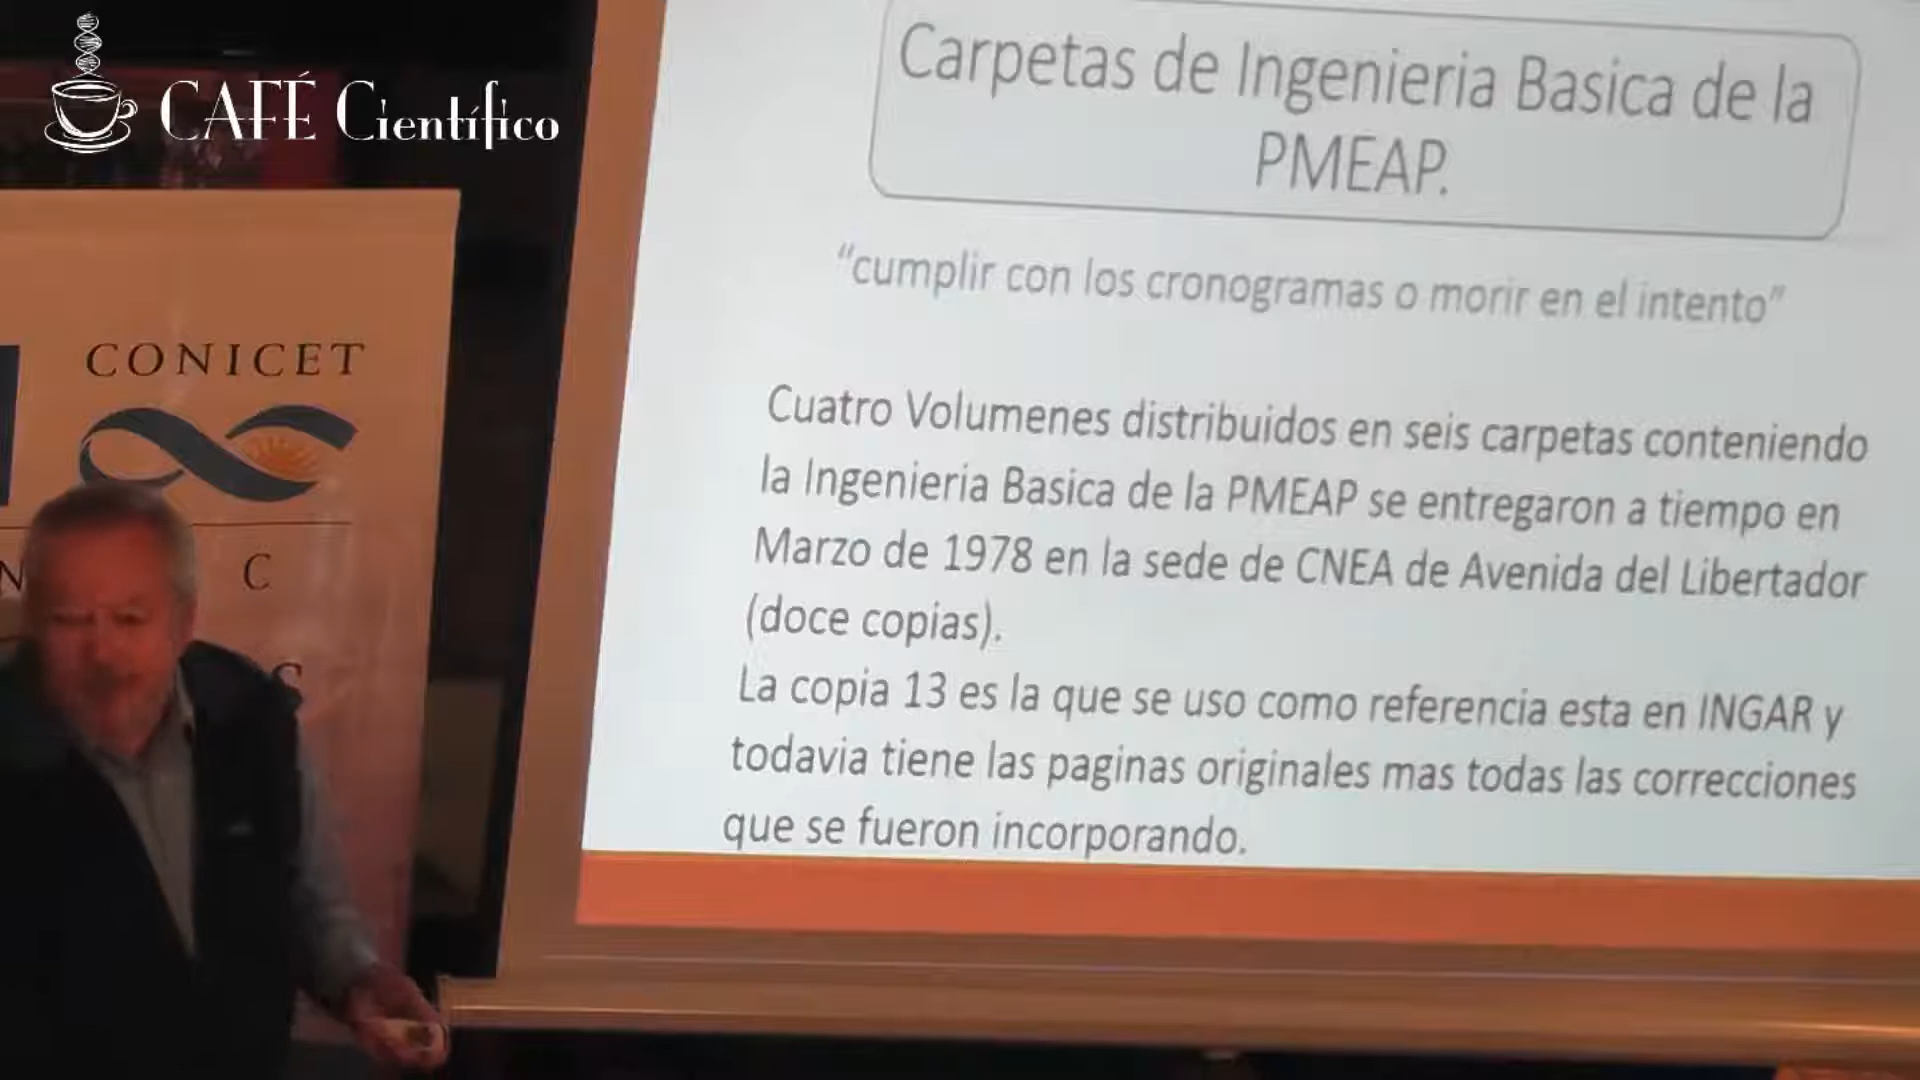 CAFÉ Científico
Carpetas de Ingenieria Basica de la
PMEAP.
“cumplir con los cronogramas o morir en el intento”
Cuatro Volumenes distribuidos en seis carpetas conteniendo
la Ingenieria Basica de la PMEAP se entregaron a tiempo en
Marzo de 1978 en la sede de CNEA de Avenida del Libertador
(doce copias).
La copia 13 es la que se uso como referencia esta en INGAR y
todavia tiene las paginas originales mas todas las correcciones
que se fueron incorporando.
CONICET
N C
S